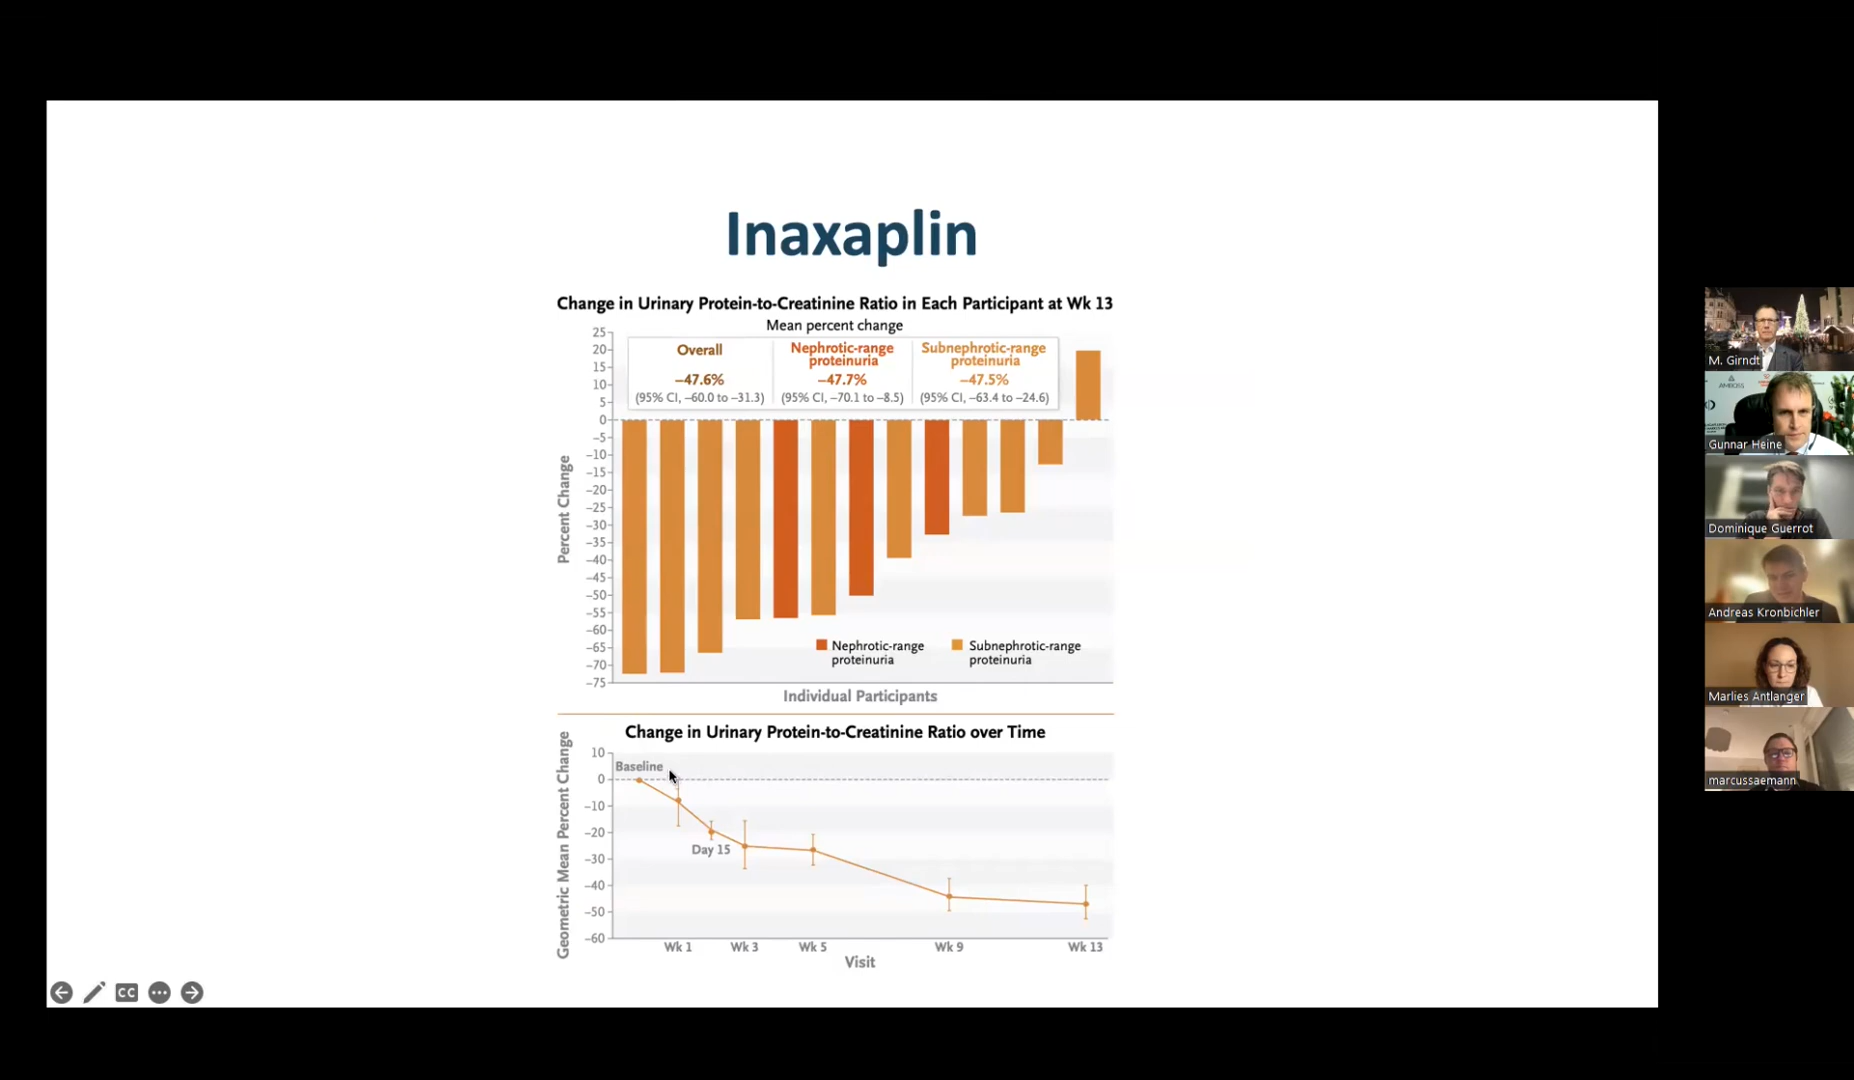 Inaxaplin
Change in Urinary Protein-to-Creatinine Ratio in Each Participant at Wk 13
Mean percent change
Overall
–47.6%
(95% CI, –60.0 to –31.3)
Nephrotic-range
proteinuria
–47.7%
(95% CI, –70.1 to –8.5)
Subnephrotic-range
proteinuria
–47.5%
(95% CI, –63.4 to –24.6)
Percent Change
25
20
15
10
5
0
–5
–10
–15
–20
–25
–30
–35
–40
–45
–50
–55
–60
–65
–70
–75
Nephrotic-range
proteinuria
Subnephrotic-range
proteinuria
Individual Participants
Change in Urinary Protein-to-Creatinine Ratio over Time
Geometric Mean Percent Change
10
0
–10
–20
–30
–40
–50
–60
Baseline
Day 15
Wk 1
Wk 3
Wk 5
Wk 9
Wk 13
Visit
CC
M. Girndt
AMBOSS
Gunnar Heine
Dominique Guerrot
Andreas Kronbichler
Marlies Antlanger
marcussaemann